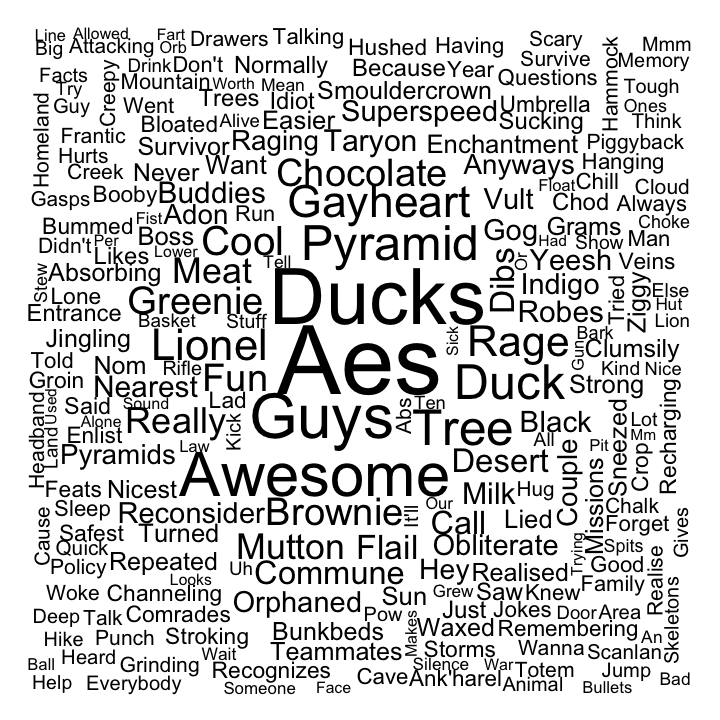 Line Allowed Fart Drawers Talking Scary Mmm
Big Attacking Orb Hushed Having Survive Memory
Facts Creepy Drink Don't Normally Because Year Questions Hammock Tough
Try Mountain Worth Mean Smouldercrown
Guy Went Trees Idiot Superspeed Umbrella Ones
Homeland Frantic Bloated Alive Easier Sucking Think
Hurts Survivor Raging Taryon Enchantment Piggyback
Creek Never Want Chocolate Anyways Hanging
Gasps Booby Buddies Gayheart Vult Float Chill Cloud
Bummed Fist Adon Run Gog Chod Always
Didn't Per Boss Cool Pyramid Grams Choke
Likes Lower Tell Dibs Or Had Show Man
Stew Absorbing Meat Ducks Yeesh Veins
Lone Greenie Indigo Tried Ziggy Else
Entrance Basket Stuff Robes Hut
Jingling Lionel Aes Sick Rage Gun Bark Lion
Told Nom Rifle Fun Duck Clumsily
Groin Nearest Kind Nice
Headband Used Said Sound Lad Guys Abs Ten Strong
Land Alone Really Kick Tree Black Sneezed Lot Recharging
Enlist Law All Pit Mm
Pyramids Awesome Desert Couple Missions Crop
Feats Nicest Milk Hug
Sleep Reconsider Brownie It'll Our Call Lied Chalk
Cause Safest Turned Forget Gives
Quick Mutton Flail Obliterate Trying Spits
Policy Repeated Uh Commune Hey Realised Good
Looks Family Realise
Woke Channeling Orphaned Sun Grew Saw Knew
Deep Talk Comrades Pow Just Jokes Door Area
Hike Punch Stroking Bunkbeds Makes Waxed Remembering An Skeletons
Heard Wait Teammates Storms Wanna Scanlan
Ball Grinding Recognizes Silence War Totem Jump
Help Everybody Someone Face Cave Ank'harel Animal Bullets Bad